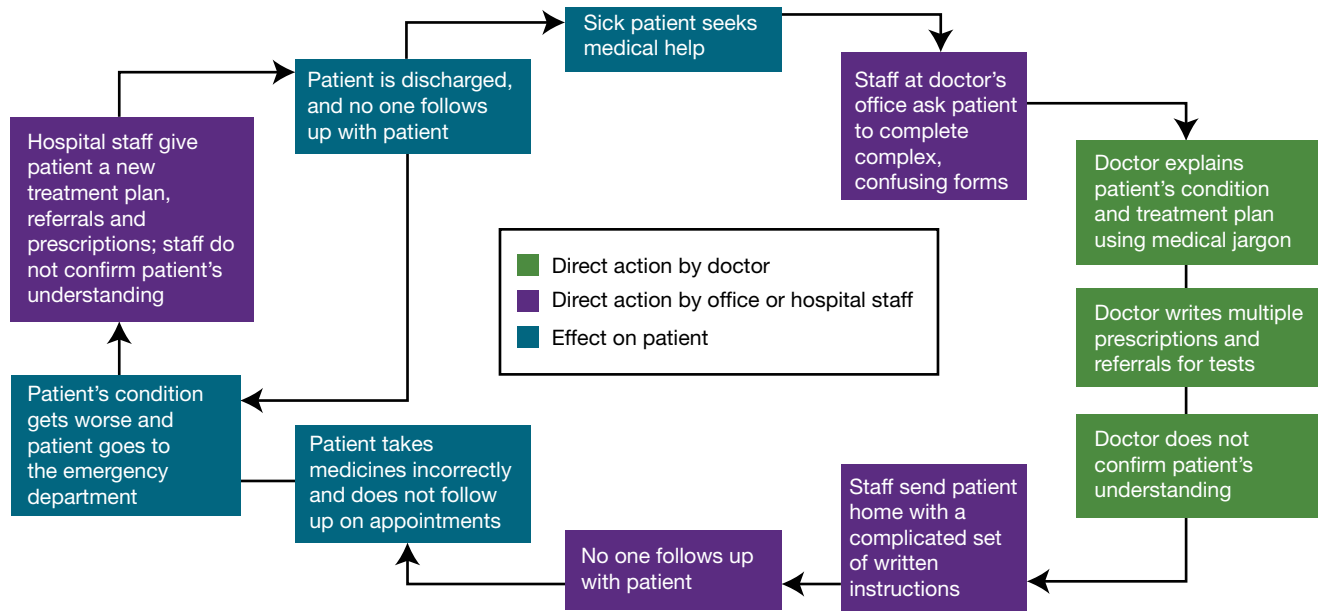 Sick patient seeks
medical help
Staff at doctor’s
office ask patient
to complete
complex,
confusing forms
Doctor explains
patient’s condition
and treatment plan
using medical jargon
Doctor writes multiple
prescriptions and
referrals for tests
Doctor does not
confirm patient’s
understanding
Staff send patient
home with a
complicated set
of written
instructions
No one follows up
with patient
Patient takes
medicines incorrectly
and does not follow
up on appointments
Patient’s condition
gets worse and
patient goes to
the emergency
department
Hospital staff give
patient a new
treatment plan,
referrals and
prescriptions; staff do
not confirm patient’s
understanding
Patient is discharged,
and no one follows
up with patient
Direct action by doctor
Direct action by office or hospital staff
Effect on patient